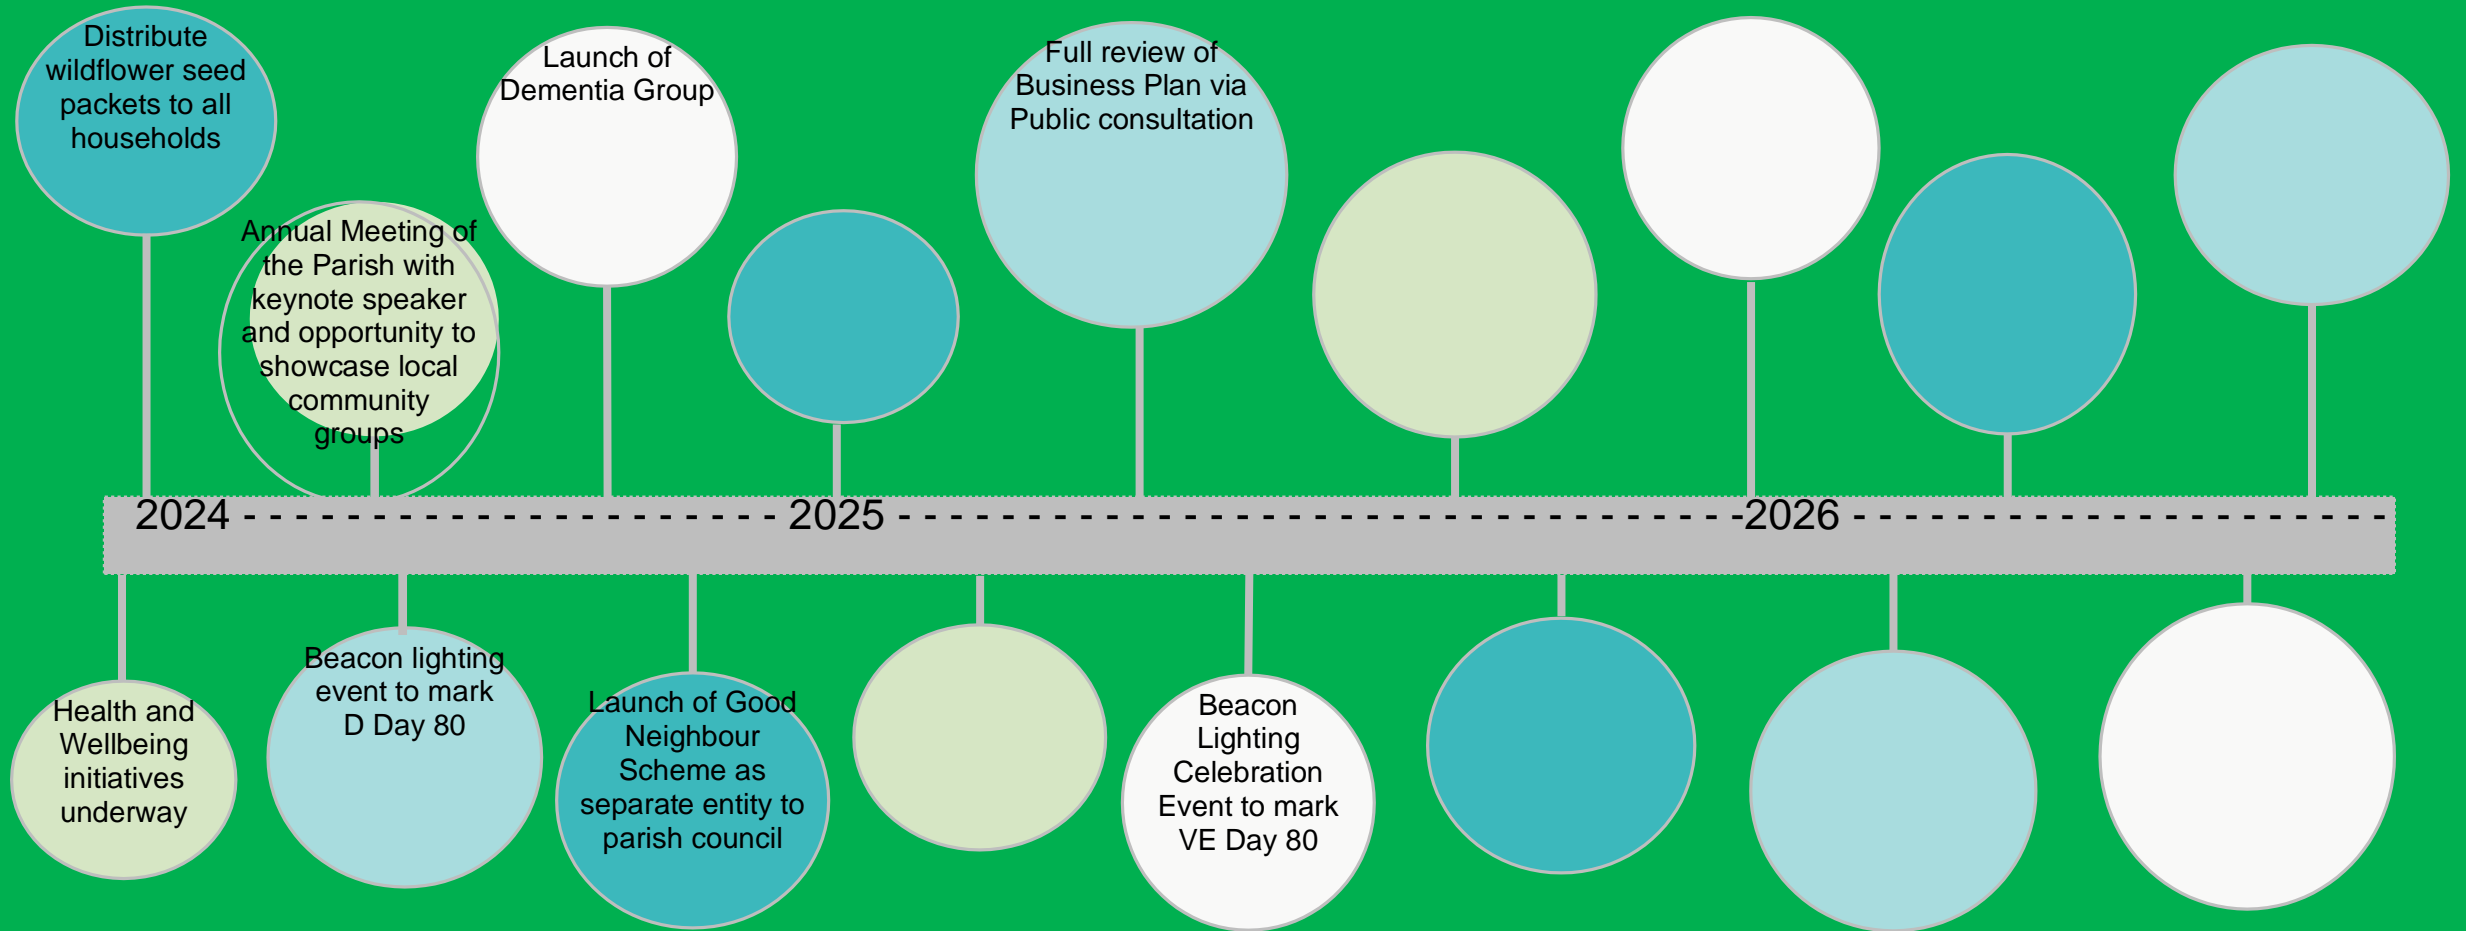 Distribute
wildflower seed
packets to all
households
Annual Meeting of
the Parish with
keynote speaker
and opportunity to
showcase local
community
groups
Launch of
Dementia Group
Full review of
Business Plan via
Public consultation
2024 - - - - - - - - - - - - - - - - - - - - - 2025 - - - - - - - - - - - - - - - - - - - - - - - - - - - - - - - - -2026 - - - - - - - - - - - - - - - - - - - - -
Health and
Wellbeing
initiatives
underway
Beacon lighting
event to mark
D Day 80
Launch of Good
Neighbour
Scheme as
separate entity to
parish council
Beacon
Lighting
Celebration
Event to mark
VE Day 80